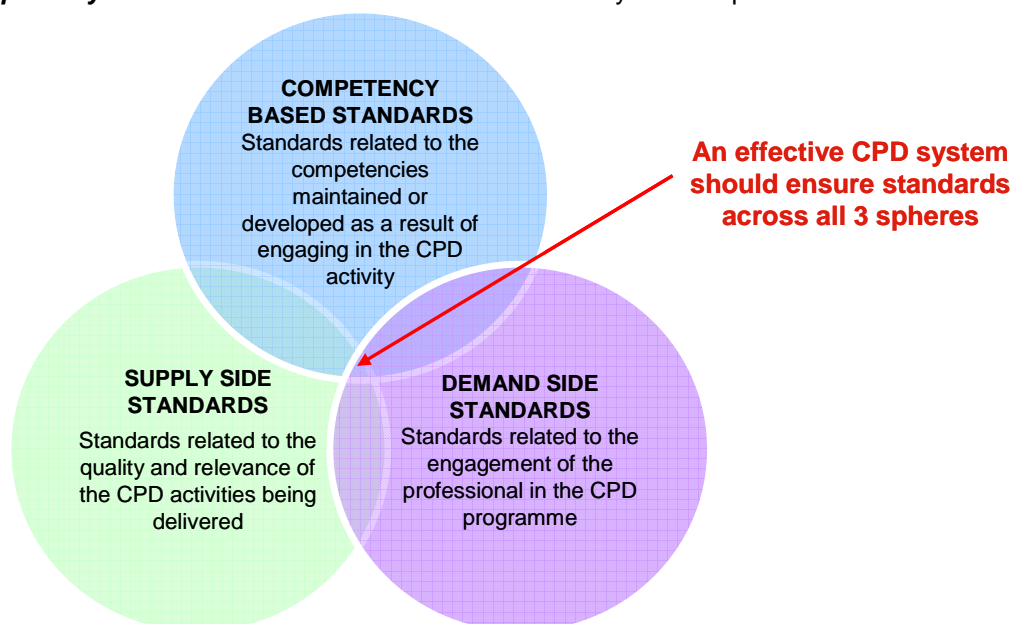 COMPETENCY
BASED STANDARDS
Standards related to the
competencies
maintained or
developed as a result of
engaging in the CPD
activity
An effective CPD system
should ensure standards
across all 3 spheres
SUPPLY SIDE
STANDARDS
Standards related to the
quality and relevance of
the CPD activities being
delivered
DEMAND SIDE
STANDARDS
Standards related to the
engagement of the
professional in the CPD
programme